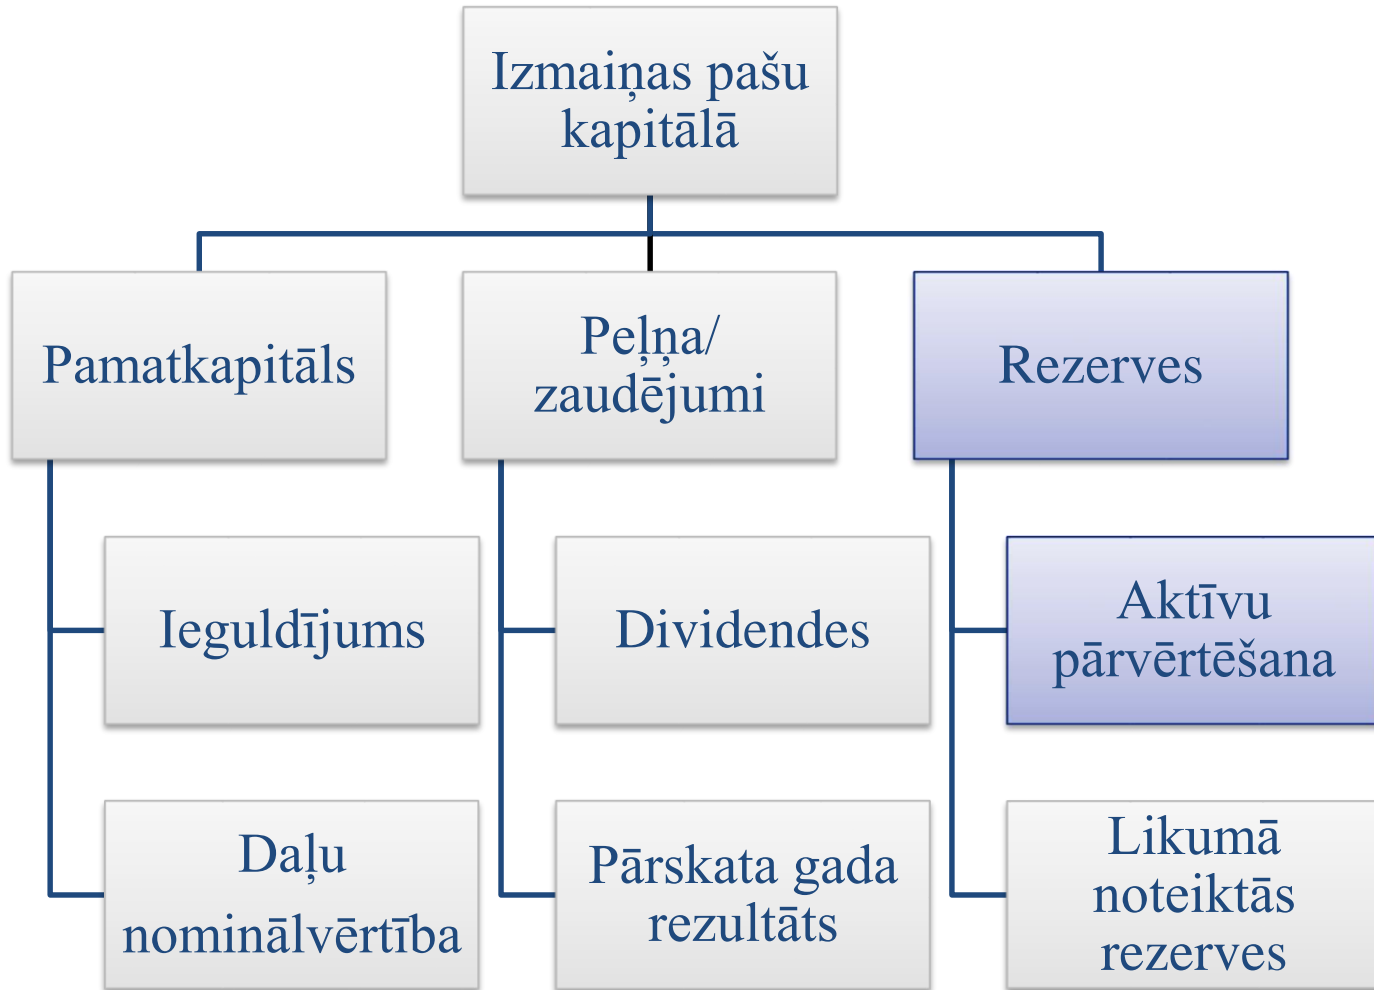 Izmaiņas pašu
kapitālā
Pamatkapitāls
Peļņa/
zaudējumi
Rezerves
Ieguldījums
Dividendes
Aktīvu
pārvērtēšana
Daļu
nominālvērtība
Pārskata gada
rezultāts
Likumā
noteiktās
rezerves